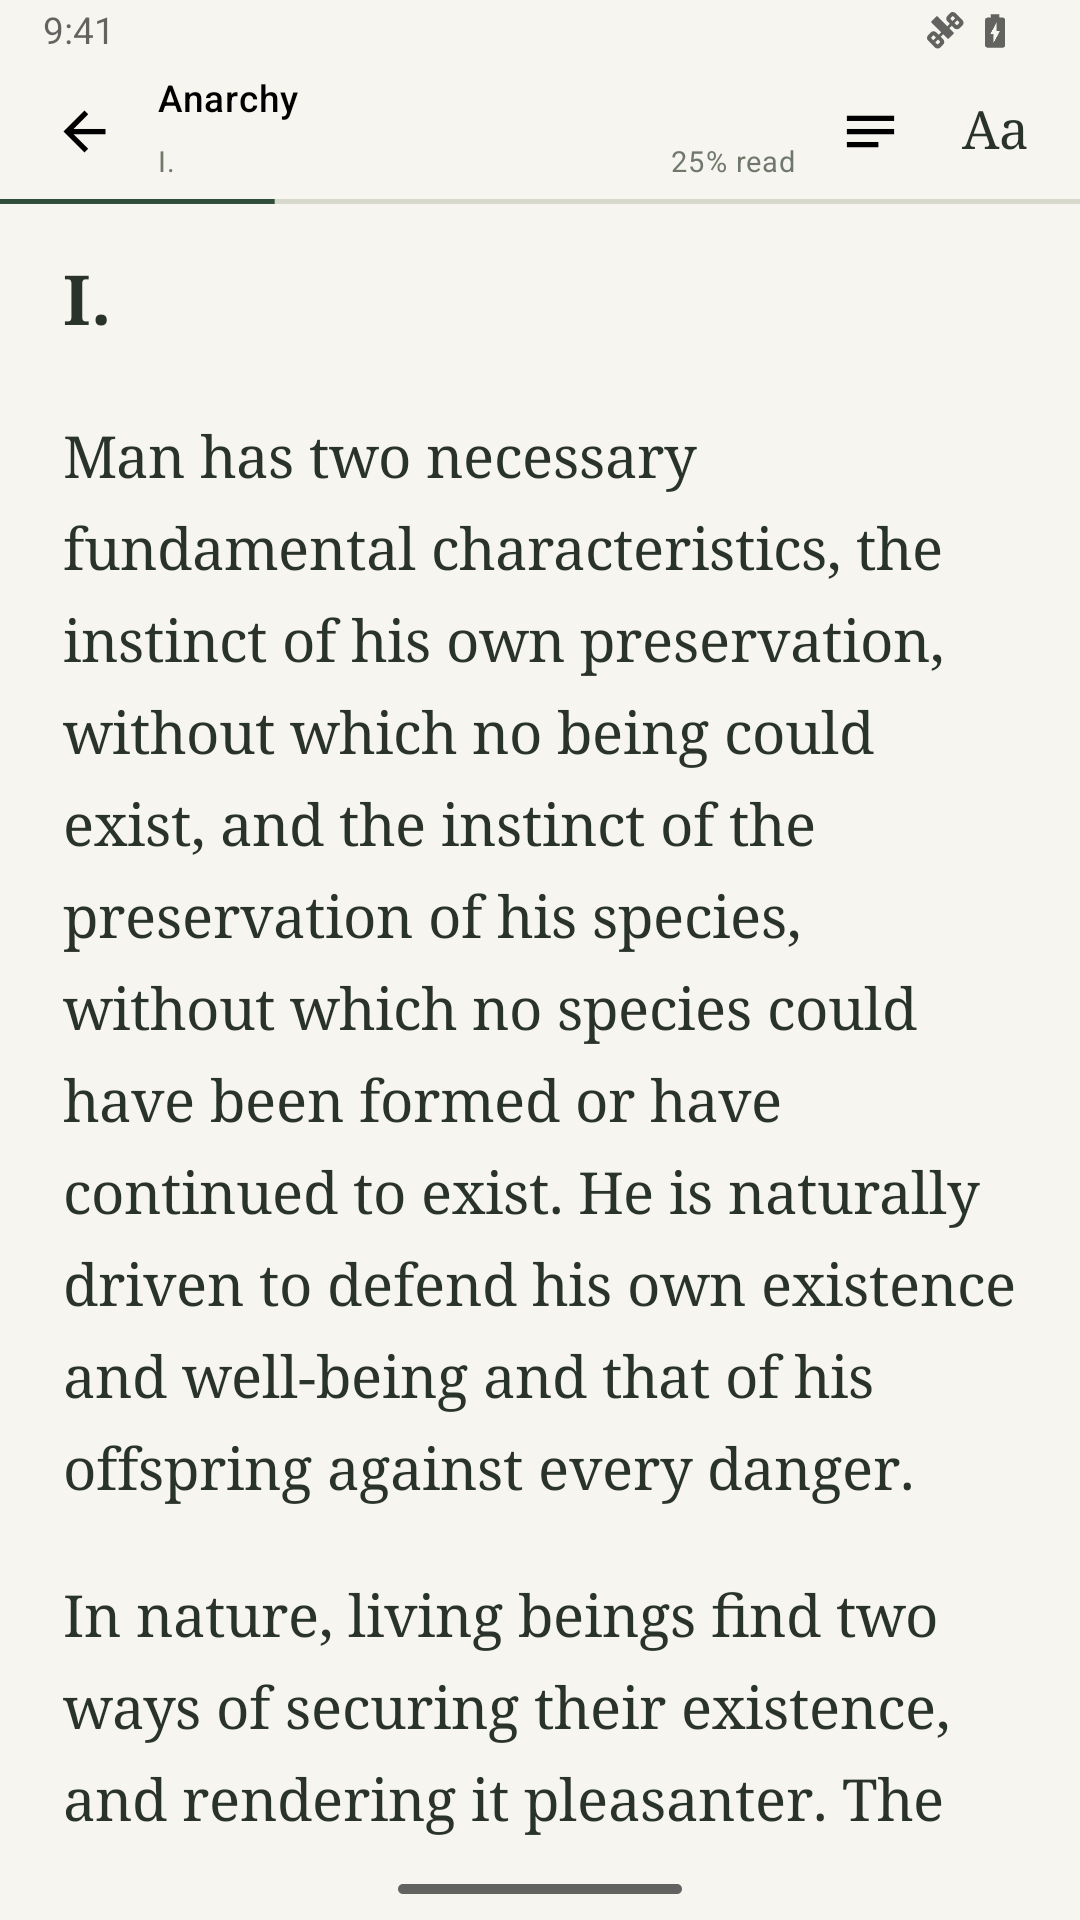 9:41
Anarchy
I.
25% read
Aa
I.
Man has two necessary
fundamental characteristics, the
instinct of his own preservation,
without which no being could
exist, and the instinct of the
preservation of his species,
without which no species could
have been formed or have
continued to exist. He is naturally
driven to defend his own existence
and well-being and that of his
offspring against every danger.
In nature, living beings find two
ways of securing their existence,
and rendering it pleasanter. The